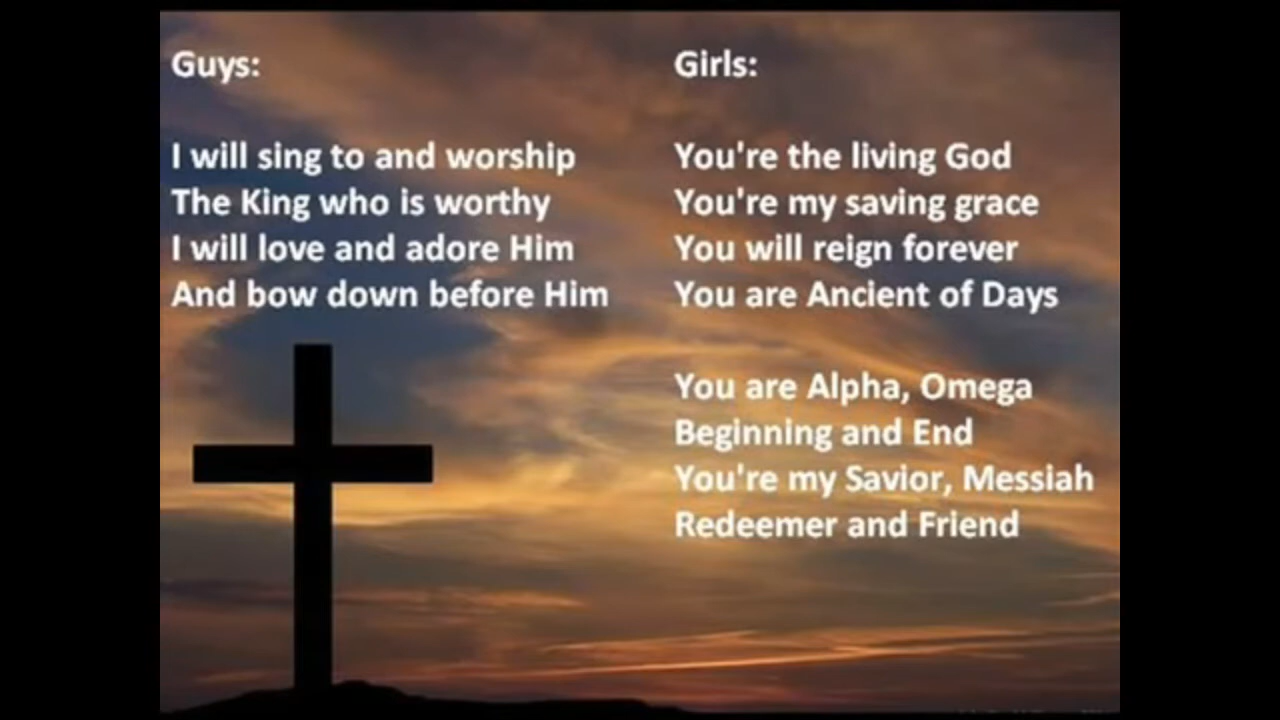 Guys:
I will sing to and worship
The King who is worthy
I will love and adore Him
And bow down before Him
Girls:
You're the living God
You're my saving grace
You will reign forever
You are Ancient of Days
You are Alpha, Omega
Beginning and End
You're my Savior, Messiah
Redeemer and Friend